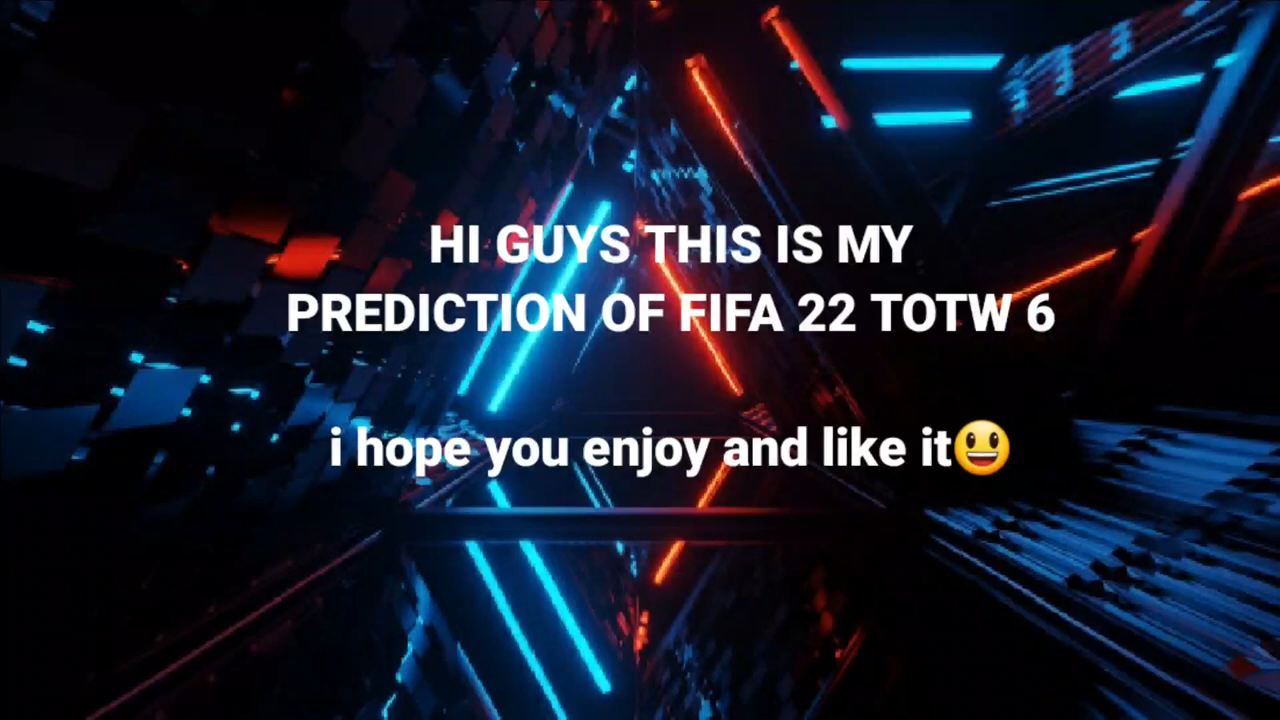 HI GUYS THIS IS MY
PREDICTION OF FIFA 22 TOTW 6
i hope you enjoy and like it😃